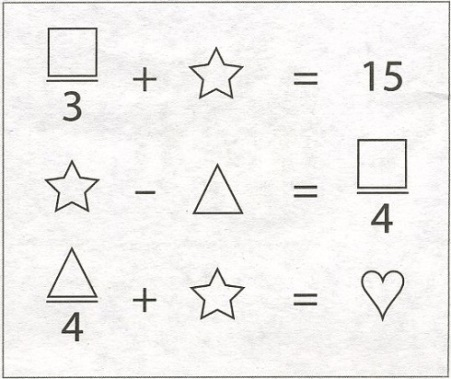 □/3 + ☆ = 15
☆ – △ = □/4
△/4 + ☆ = ♡